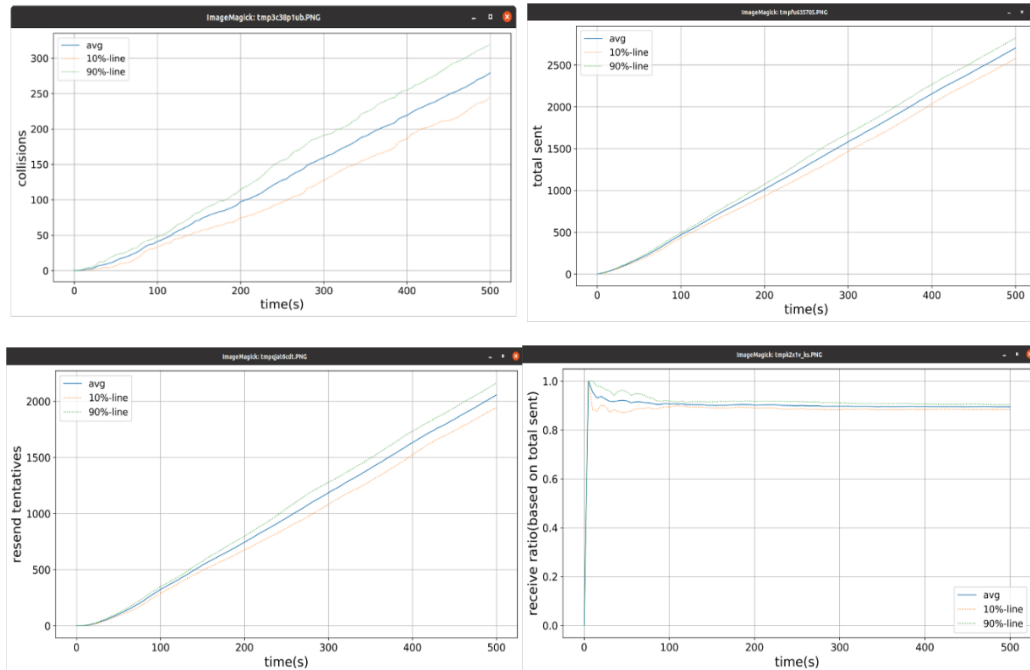 ImageMagick: tmp3c38p1ub.PNG
avg
10%-line
90%-line
300
250
200
150
100
50
0
collisions
0 100 200 300 400 500
time(s)
avg
10%-line
90%-line
2500
2000
1500
1000
500
0
total sent
0 100 200 300 400 500
time(s)
avg
10%-line
90%-line
2000
1500
1000
500
0
resend tentatives
0 100 200 300 400 500
time(s)
1.0
0.8
0.6
0.4
0.2
0.0
receive ratio(based on total sent)
avg
10%-line
90%-line
0 100 200 300 400 500
time(s)